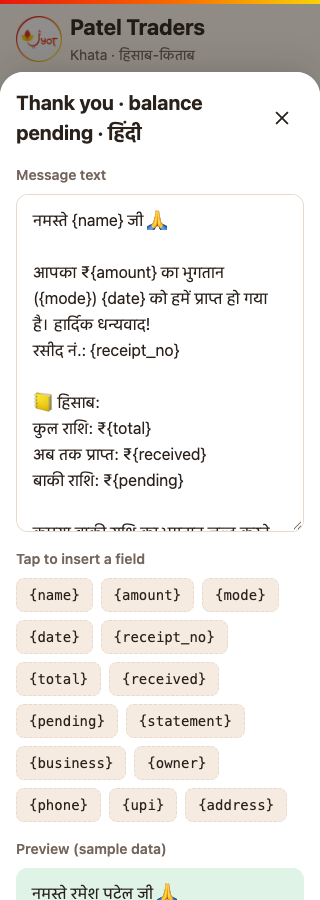 Jyot
Patel Traders
Khata · हिसाब-किताब
Thank you · balance
pending · हिंदी
Message text
नमस्ते {name} जी 🙏
आपका ₹{amount} का भुगतान
({mode}) {date} को हमें प्राप्त हो गया
है। हार्दिक धन्यवाद!
रसीद नं.: {receipt_no}
📒 हिसाब:
कुल राशि: ₹{total}
अब तक प्राप्त: ₹{received}
बाकी राशि: ₹{pending}
Tap to insert a field
{name} {amount} {mode}
{date} {receipt_no}
{total} {received}
{pending} {statement}
{business} {owner}
{phone} {upi} {address}
Preview (sample data)
नमस्ते रमेश पटेल जी 🙏